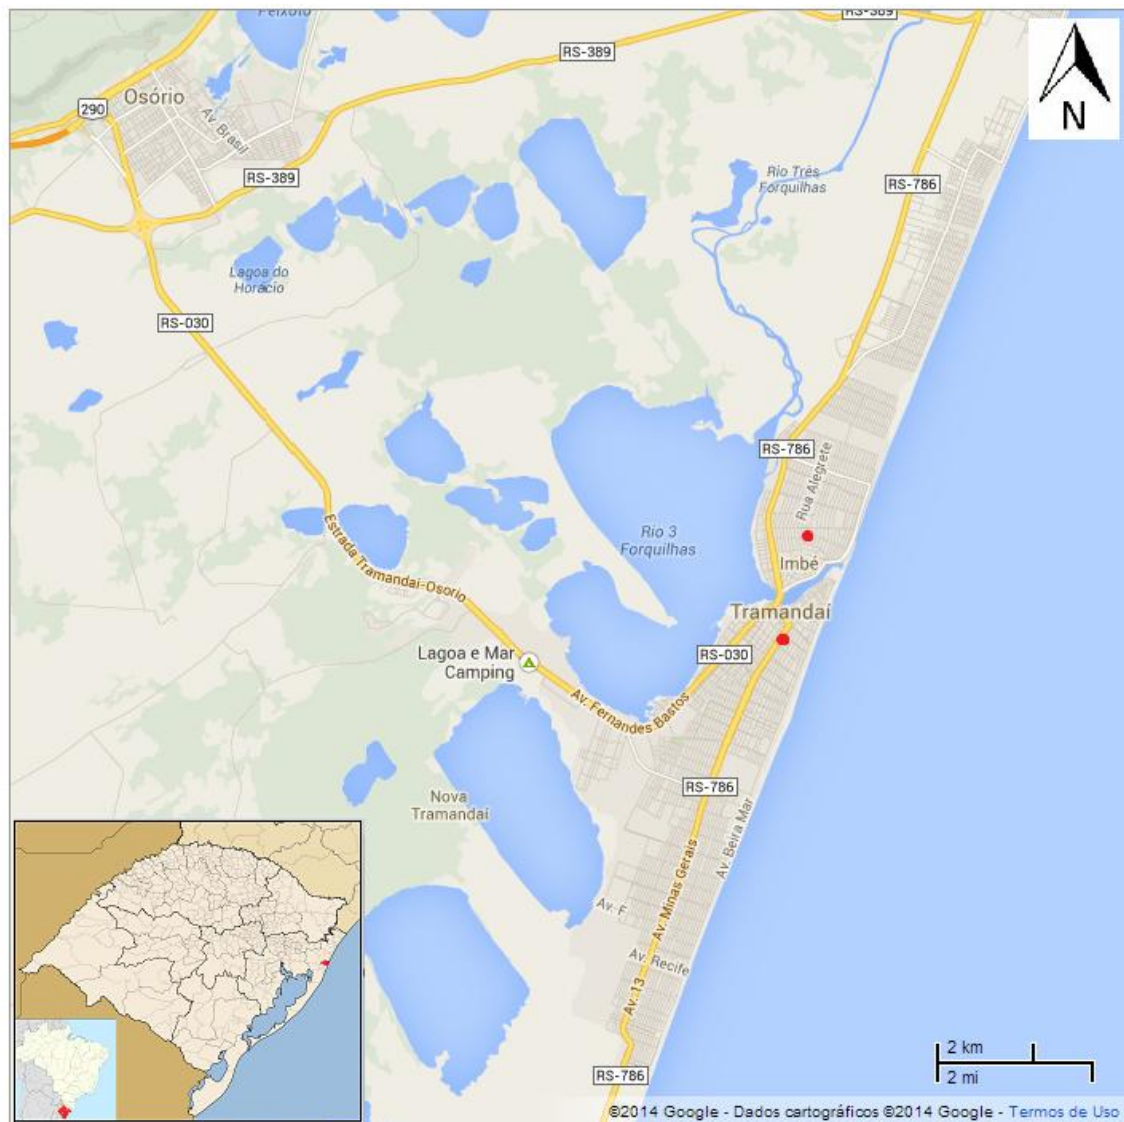 Peixoto
RS-389
RS-389
290
Osório
Av. Brasil
N
RS-389
Rio Três
Forquilhas
RS-786
Lagoa do
Horácio
RS-030
RS-786
Rua Alegrete
Estrada Tramandaí-Osorio
Rio 3
Forquilhas
Imbé
Tramandaí
Lagoa e Mar
Camping
RS-030
Av. Fernandes Bastos
RS-786
Nova
Tramandaí
Av. Beira Mar
Av. Minas Gerais
Av. F
Av. Recife
Av. 13
2 km
2 mi
RS-786
©2014 Google - Dados cartográficos ©2014 Google - Termos de Uso